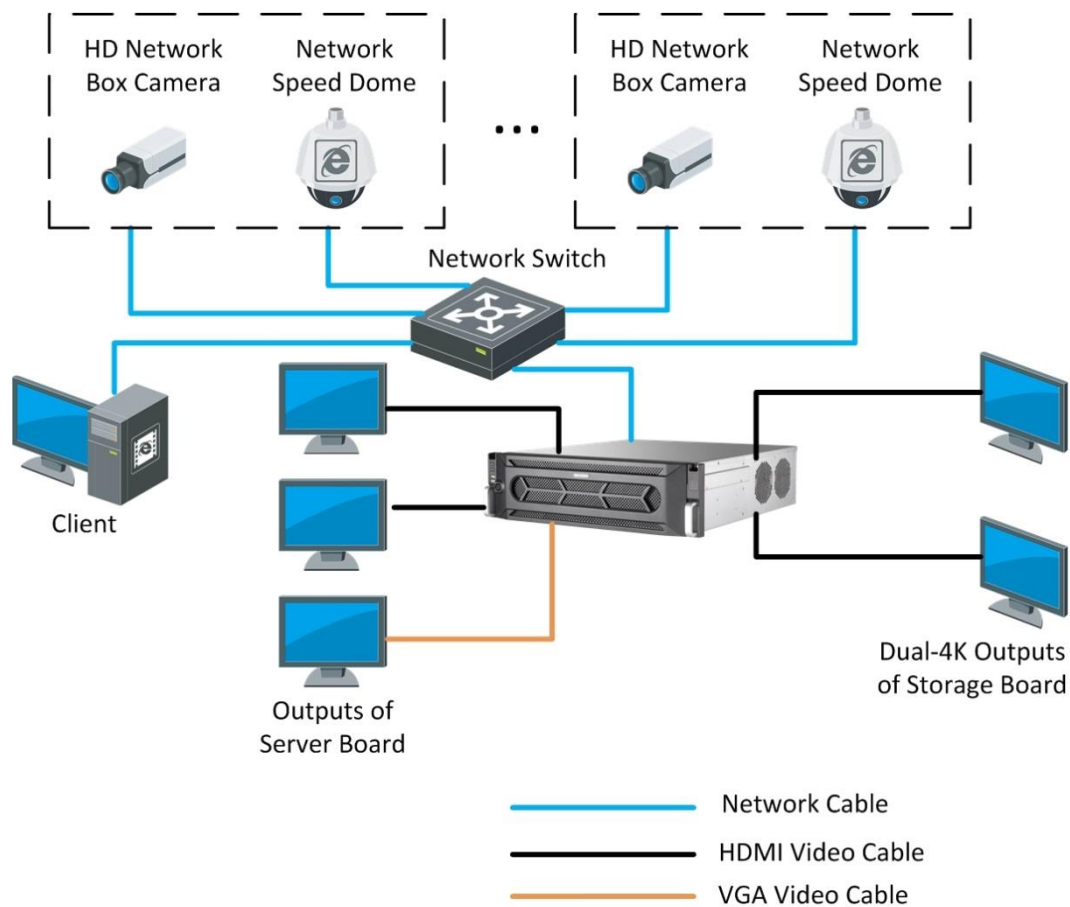 HD Network
Box Camera
Network
Speed Dome
...
HD Network
Box Camera
Network
Speed Dome
Network Switch
Client
Outputs of
Server Board
Dual-4K Outputs
of Storage Board
Network Cable
HDMI Video Cable
VGA Video Cable